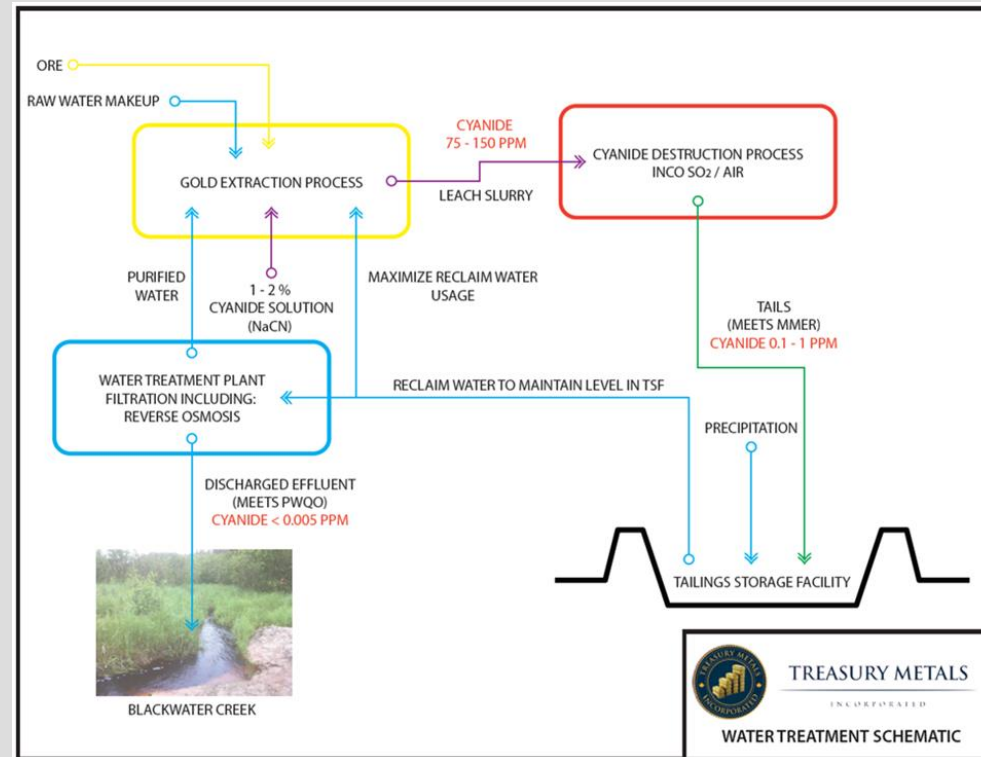 ORE
RAW WATER MAKEUP
GOLD EXTRACTION PROCESS
CYANIDE
75 - 150 PPM
LEACH SLURRY
CYANIDE DESTRUCTION PROCESS
INCO SO₂ / AIR
PURIFIED
WATER
1 - 2 %
CYANIDE SOLUTION
(NaCN)
MAXIMIZE RECLAIM WATER
USAGE
TAILS
(MEETS MMER)
CYANIDE 0.1 - 1 PPM
WATER TREATMENT PLANT
FILTRATION INCLUDING:
REVERSE OSMOSIS
RECLAIM WATER TO MAINTAIN LEVEL IN TSF
PRECIPITATION
DISCHARGED EFFLUENT
(MEETS PWQO)
CYANIDE < 0.005 PPM
TAILINGS STORAGE FACILITY
BLACKWATER CREEK
TREASURY METALS
INCORPORATED
TREASURY METALS
INCORPORATED
WATER TREATMENT SCHEMATIC